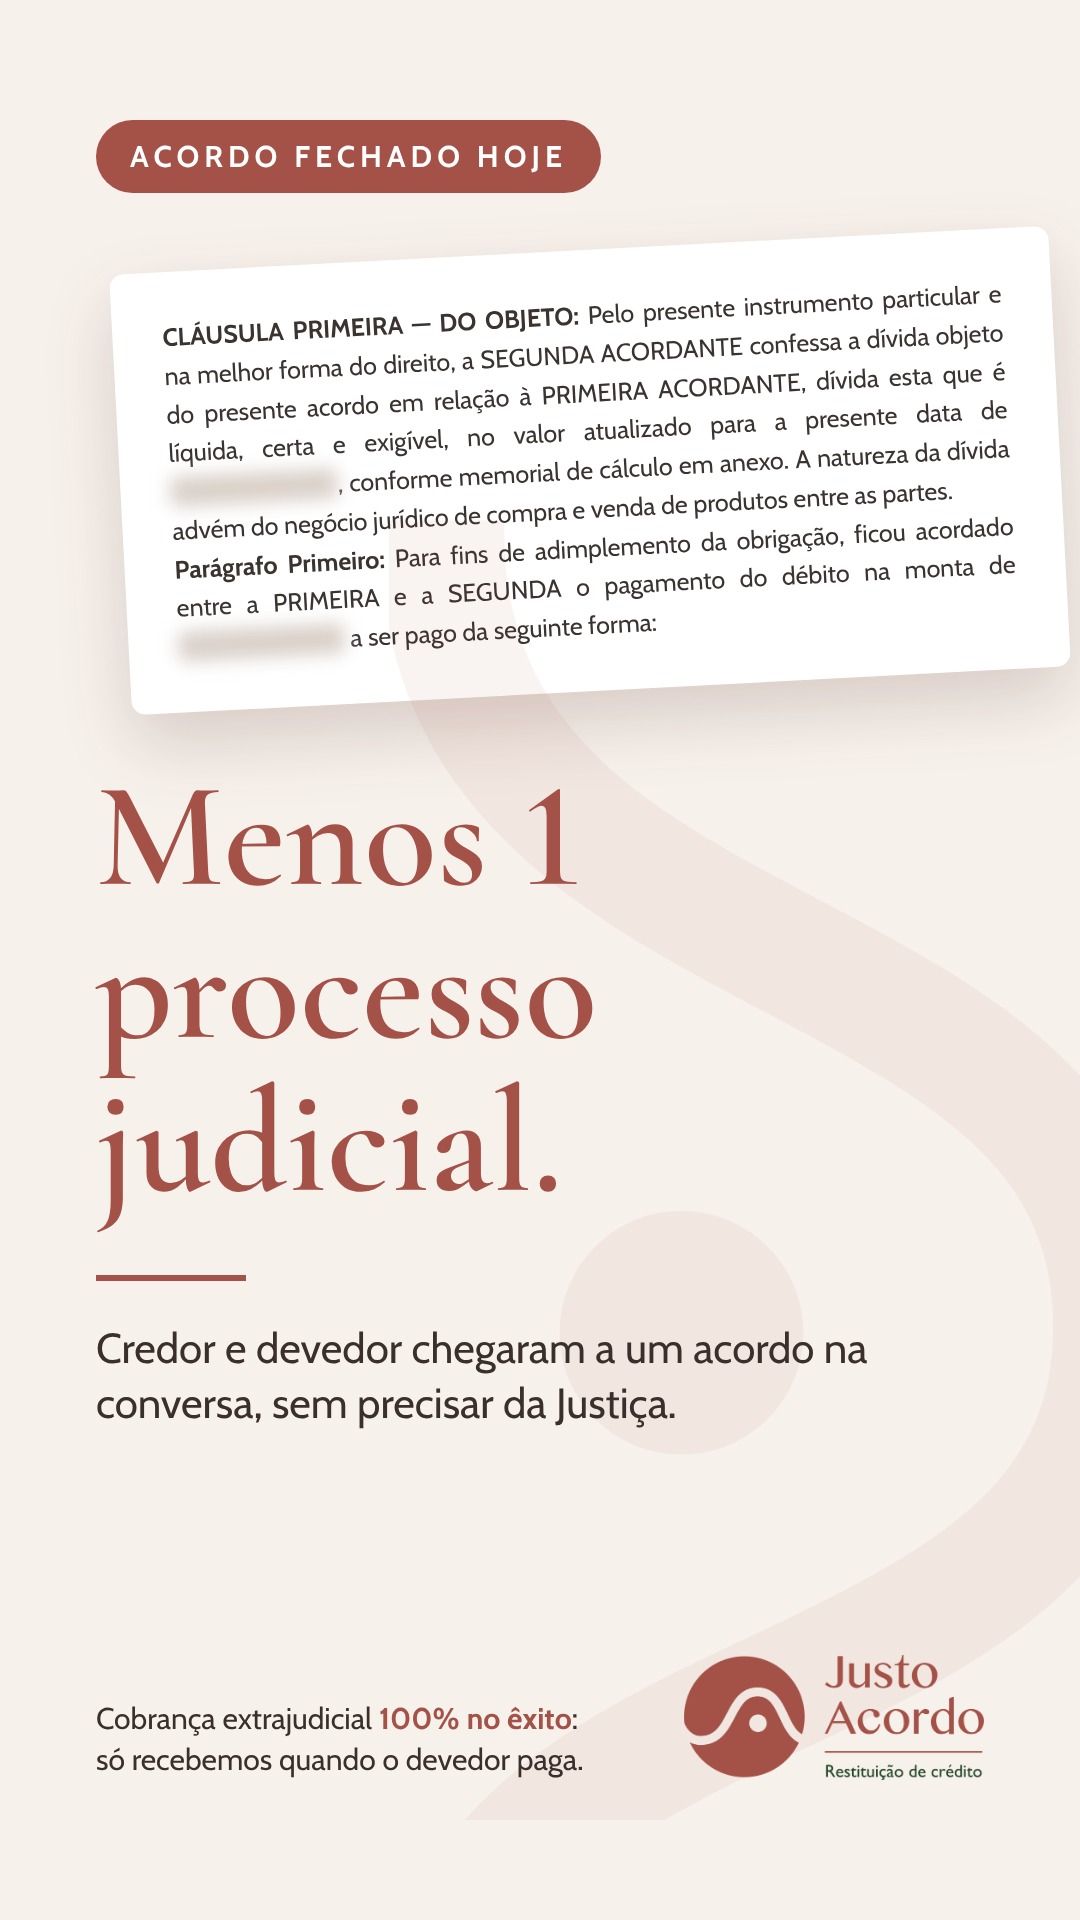 ACORDO FECHADO HOJE
CLÁUSULA PRIMEIRA — DO OBJETO: Pelo presente instrumento particular e
na melhor forma do direito, a SEGUNDA ACORDANTE confessa a dívida objeto
do presente acordo em relação à PRIMEIRA ACORDANTE, dívida esta que é
líquida, certa e exigível, no valor atualizado para a presente data de
, conforme memorial de cálculo em anexo. A natureza da dívida
advém do negócio jurídico de compra e venda de produtos entre as partes.
Parágrafo Primeiro: Para fins de adimplemento da obrigação, ficou acordado
entre a PRIMEIRA e a SEGUNDA o pagamento do débito na monta de
a ser pago da seguinte forma:
Menos 1
processo
judicial.
Credor e devedor chegaram a um acordo na
conversa, sem precisar da Justiça.
Cobrança extrajudicial 100% no êxito:
só recebemos quando o devedor paga.
Justo
Acordo
Restituição de crédito